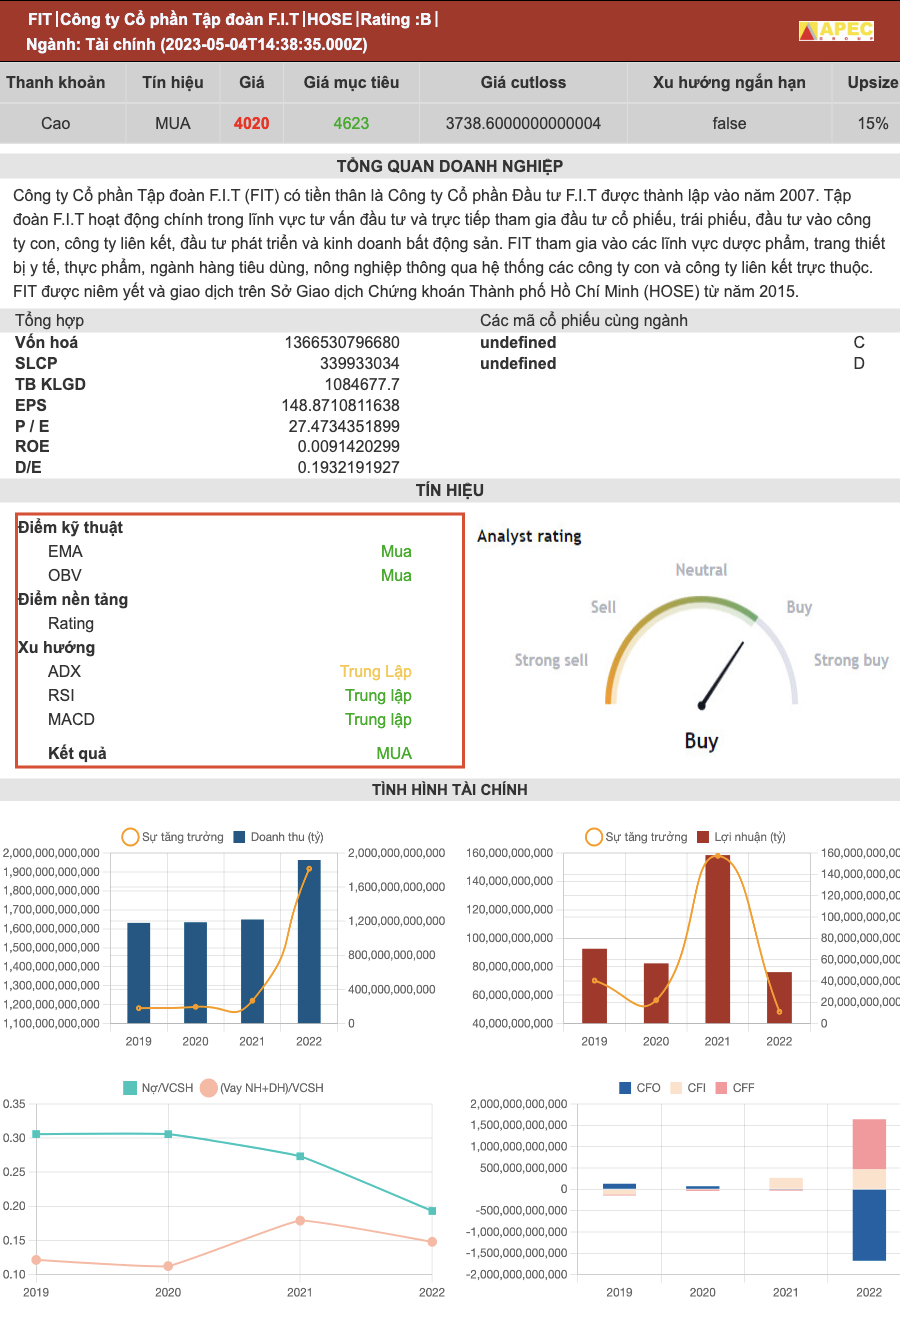 FIT|Công ty Cổ phần Tập đoàn F.I.T|HOSE|Rating :B|
Ngành: Tài chính (2023-05-04T14:38:35.000Z)
APEC
GROUP
Thanh khoản Tín hiệu Giá Giá mục tiêu Giá cutloss Xu hướng ngắn hạn Upsize
Cao MUA 4020 4623 3738.6000000000004 false 15%
TỔNG QUAN DOANH NGHIỆP
Công ty Cổ phần Tập đoàn F.I.T (FIT) có tiền thân là Công ty Cổ phần Đầu tư F.I.T được thành lập vào năm 2007. Tập
đoàn F.I.T hoạt động chính trong lĩnh vực tư vấn đầu tư và trực tiếp tham gia đầu tư cổ phiếu, trái phiếu, đầu tư vào công
ty con, công ty liên kết, đầu tư phát triển và kinh doanh bất động sản. FIT tham gia vào các lĩnh vực dược phẩm, trang thiết
bị y tế, thực phẩm, ngành hàng tiêu dùng, nông nghiệp thông qua hệ thống các công ty con và công ty liên kết trực thuộc.
FIT được niêm yết và giao dịch trên Sở Giao dịch Chứng khoán Thành phố Hồ Chí Minh (HOSE) từ năm 2015.
Tổng hợp Các mã cổ phiếu cùng ngành
Vốn hoá 1366530796680 undefined C
SLCP 339933034 undefined D
TB KLGD 1084677.7
EPS 148.8710811638
P / E 27.4734351899
ROE 0.0091420299
D/E 0.1932191927
TÍN HIỆU
Điểm kỹ thuật
EMA Mua
OBV Mua
Điểm nền tảng
Rating
Xu hướng
ADX Trung Lập
RSI Trung lập
MACD Trung lập
Kết quả MUA
Analyst rating
Neutral
Sell Buy
Strong sell Strong buy
Buy
TÌNH HÌNH TÀI CHÍNH
Sự tăng trưởng Doanh thu (tỷ)
2,000,000,000,000 2,000,000,000,000
1,900,000,000,000
1,800,000,000,000 1,600,000,000,000
1,700,000,000,000
1,600,000,000,000 1,200,000,000,000
1,500,000,000,000
1,400,000,000,000 800,000,000,000
1,300,000,000,000
1,200,000,000,000 400,000,000,000
1,100,000,000,000 0
2019 2020 2021 2022
Sự tăng trưởng Lợi nhuận (tỷ)
160,000,000,000 160,000,000,00
140,000,000,000 140,000,000,00
120,000,000,000 120,000,000,00
100,000,000,000 100,000,000,00
80,000,000,000 80,000,000,000
60,000,000,000 60,000,000,000
40,000,000,000 40,000,000,000
20,000,000,000
0
2019 2020 2021 2022
Nợ/VCSH (Vay NH+DH)/VCSH
0.35
0.30
0.25
0.20
0.15
0.10
2019 2020 2021 2022
CFO CFI CFF
2,000,000,000,000
1,500,000,000,000
1,000,000,000,000
500,000,000,000
0
-500,000,000,000
-1,000,000,000,000
-1,500,000,000,000
-2,000,000,000,000
2019 2020 2021 2022